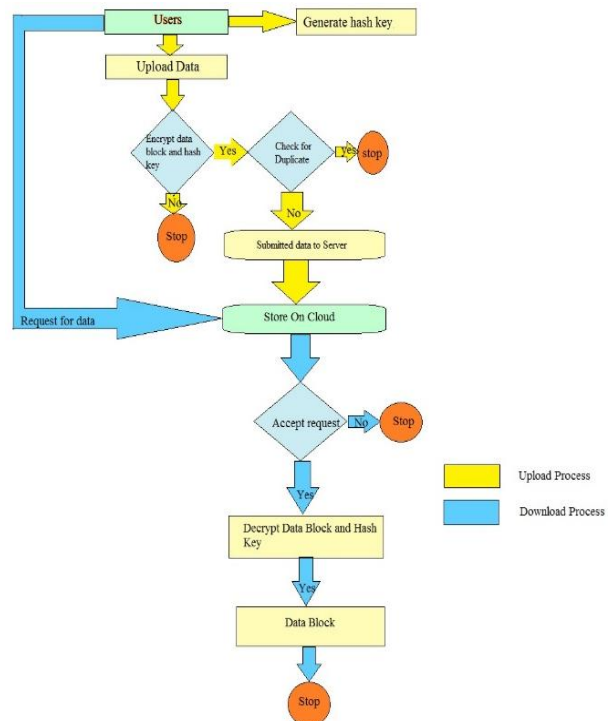 Users
Generate hash key
Upload Data
Encrypt data
block and hash
key
Yes
Check for
Duplicate
yes
stop
No
Stop
No
Submitted data to Server
Request for data
Store On Cloud
Accept request
No
Stop
Yes
Upload Process
Download Process
Decrypt Data Block and Hash
Key
Yes
Data Block
Stop